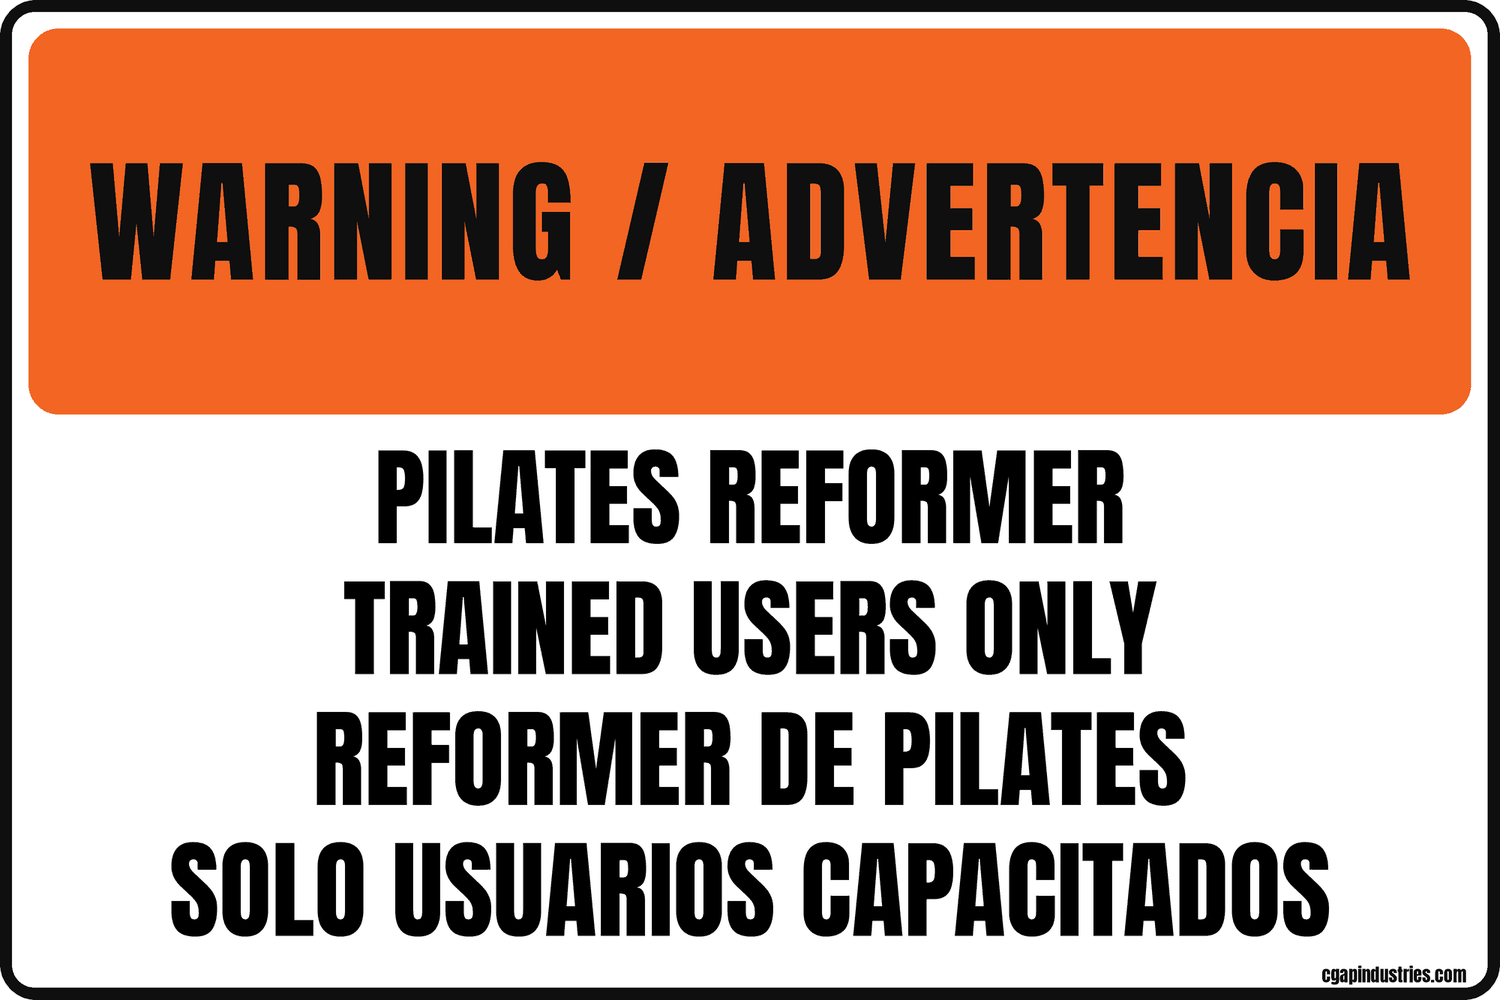 WARNING / ADVERTENCIA
PILATES REFORMER
TRAINED USERS ONLY
REFORMER DE PILATES
SOLO USUARIOS CAPACITADOS
cgapindustries.com